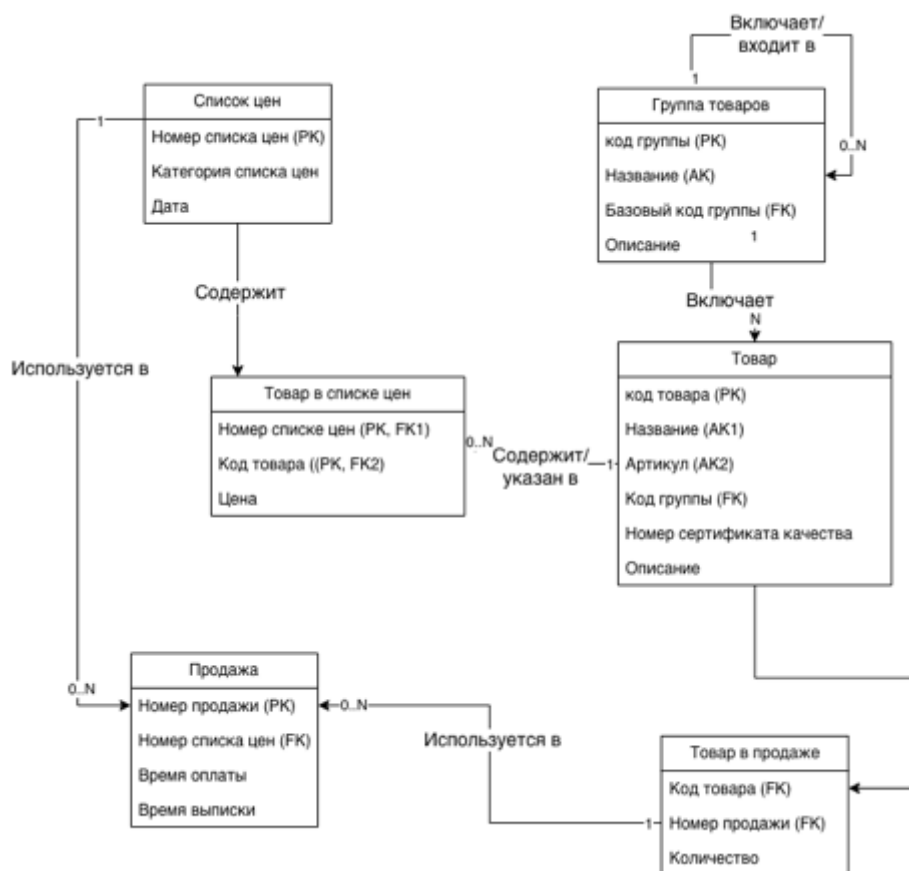 Включает/
входит в
1
0..N
Группа товаров
код группы (PK)
Название (AK)
Базовый код группы (FK)
Описание
1
Список цен
Номер списка цен (PK)
Категория списка цен
Дата
1
Содержит
Включает
N
Используется в
Товар в списке цен
Номер списке цен (PK, FK1)
Код товара ((PK, FK2)
Цена
0..N
Содержит/
указан в
1
Товар
код товара (PK)
Название (AK1)
Артикул (AK2)
Код группы (FK)
Номер сертификата качества
Описание
0..N
Продажа
Номер продажи (PK)
Номер списка цен (FK)
Время оплаты
Время выписки
0..N
Используется в
1
Товар в продаже
Код товара (FK)
Номер продажи (FK)
Количество